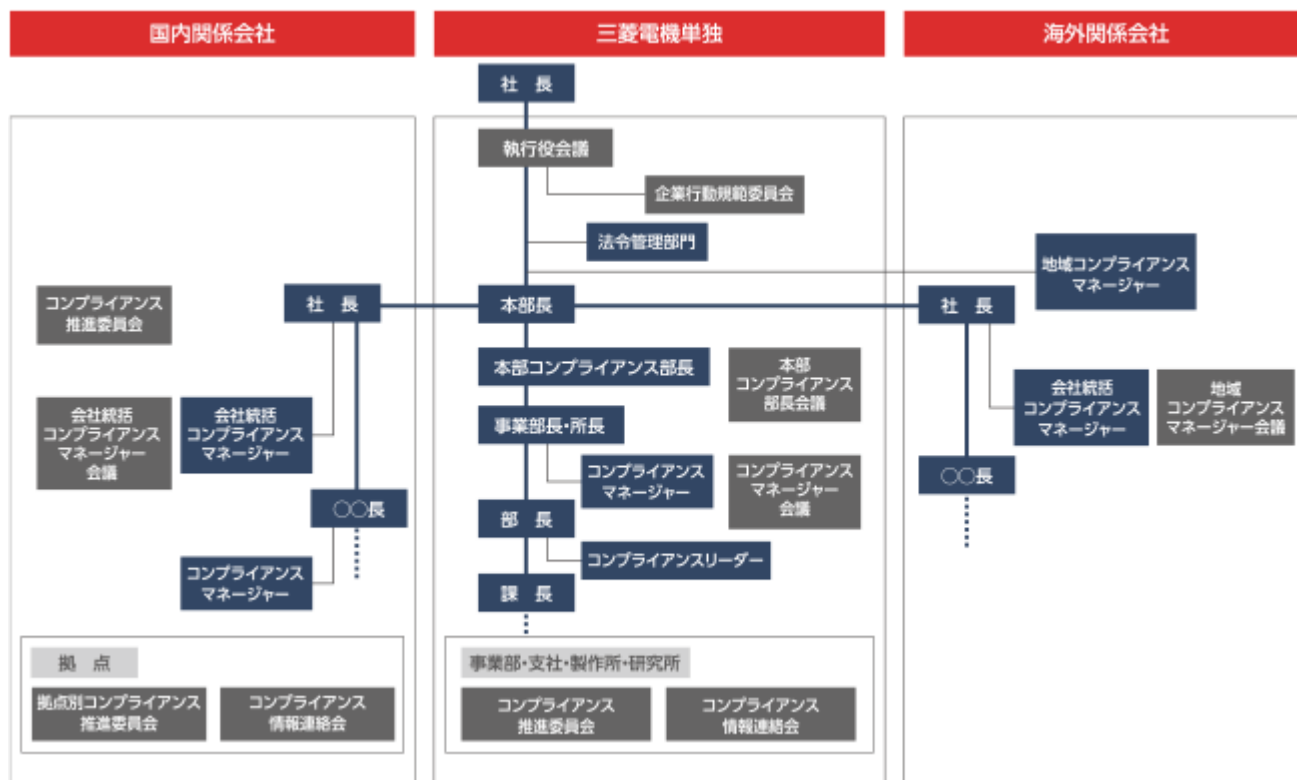 国内関係会社
三菱電機単独
海外関係会社
社 長
執行役会議
企業行動規範委員会
法令管理部門
地域コンプライアンス
マネージャー
コンプライアンス
推進委員会
社 長
本部長
社 長
本部コンプライアンス部長
本部
コンプライアンス
部長会議
会社統括
コンプライアンス
マネージャー
会議
会社統括
コンプライアンス
マネージャー
事業部長・所長
会社統括
コンプライアンス
マネージャー
地域
コンプライアンス
マネージャー会議
コンプライアンス
マネージャー
コンプライアンス
マネージャー
会議
〇〇長
〇〇長
部 長
コンプライアンスリーダー
コンプライアンス
マネージャー
課 長
拠 点
拠点別コンプライアンス
推進委員会
コンプライアンス
情報連絡会
事業部・支社・製作所・研究所
コンプライアンス
推進委員会
コンプライアンス
情報連絡会